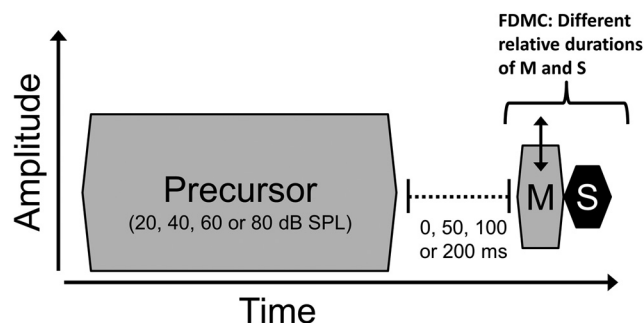 FDMC: Different
relative durations
of M and S
Amplitude
Precursor
(20, 40, 60 or 80 dB SPL)
0, 50, 100
or 200 ms
M
S
Time